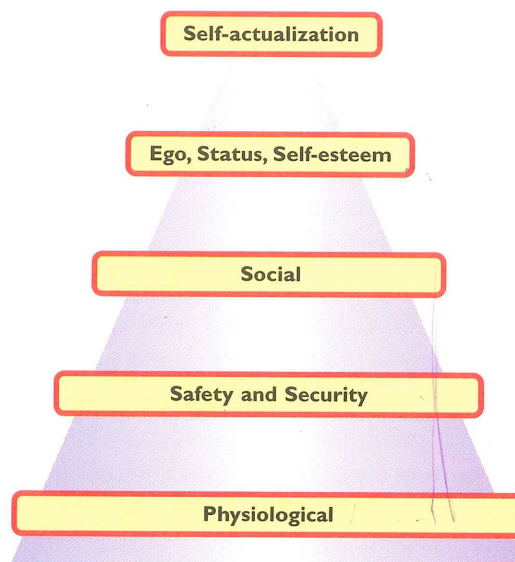 Self-actualization
Ego, Status, Self-esteem
Social
Safety and Security
Physiological